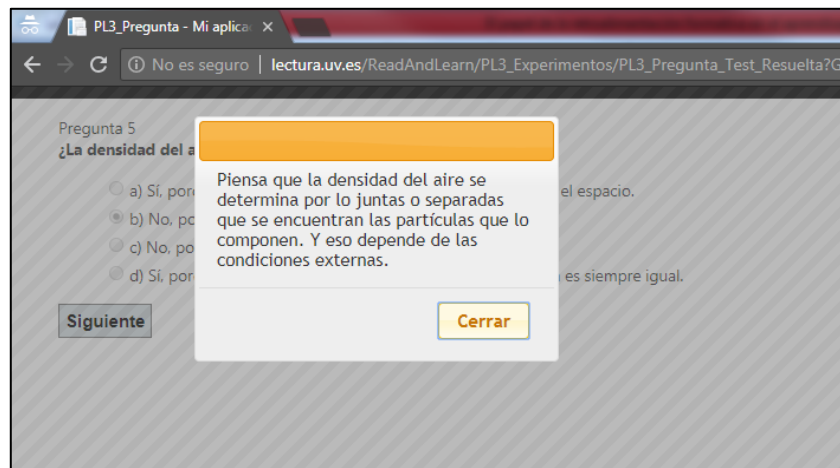 PL3_Pregunta - Mi aplica
No es seguro | lectura.uv.es/ReadAndLearn/PL3_Experimentos/PL3_Pregunta_Test_Resuelta?G
Pregunta 5
¿La densidad del a
a) Sí, por
el espacio.
b) No, po
c) No, po
d) Sí, por
es siempre igual.
Piensa que la densidad del aire se
determina por lo juntas o separadas
que se encuentran las partículas que lo
componen. Y eso depende de las
condiciones externas.
Cerrar
Siguiente